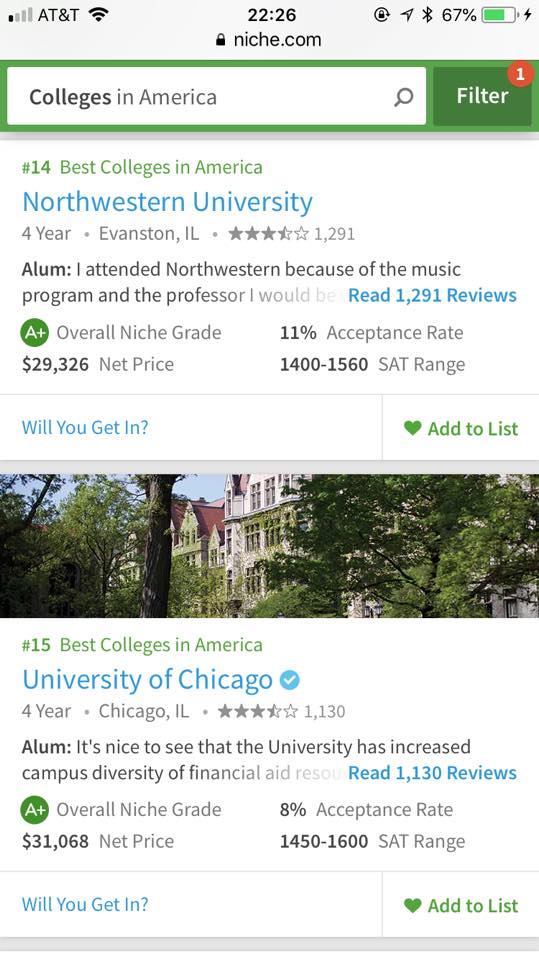 AT&T 22:26 67%
niche.com
Colleges in America Filter 1
#14 Best Colleges in America
Northwestern University
4 Year • Evanston, IL • 1,291
Alum: I attended Northwestern because of the music
program and the professor I would be Read 1,291 Reviews
A+ Overall Niche Grade 11% Acceptance Rate
$29,326 Net Price 1400-1560 SAT Range
Will You Get In? Add to List
#15 Best Colleges in America
University of Chicago
4 Year • Chicago, IL • 1,130
Alum: It's nice to see that the University has increased
campus diversity of financial aid resou Read 1,130 Reviews
A+ Overall Niche Grade 8% Acceptance Rate
$31,068 Net Price 1450-1600 SAT Range
Will You Get In? Add to List